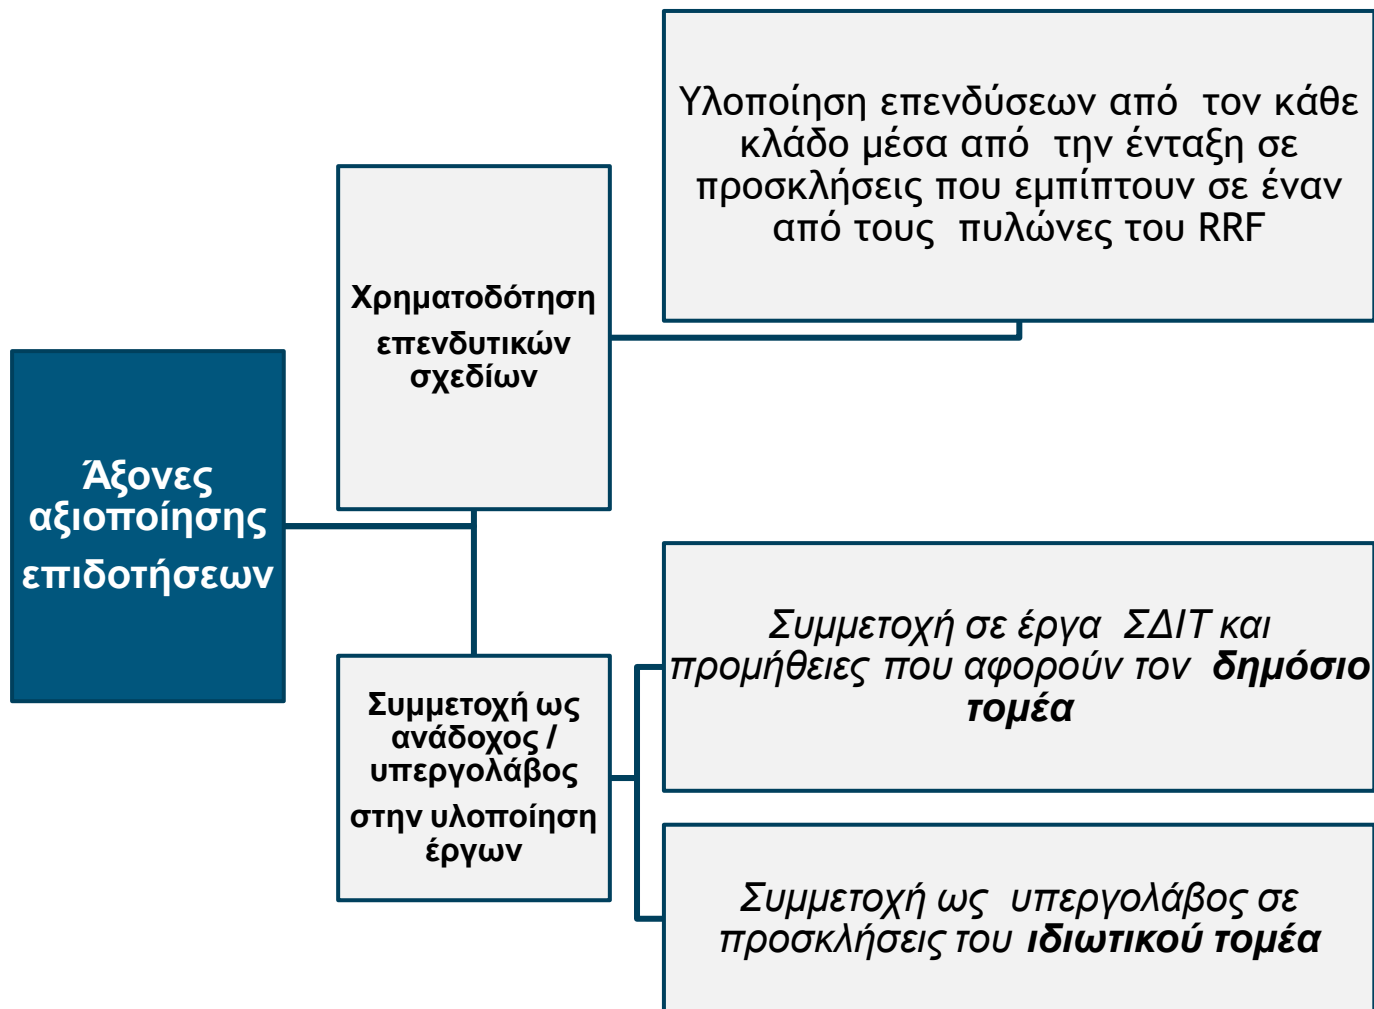 Άξονες
αξιοποίησης
επιδοτήσεων
Χρηματοδότηση
επενδυτικών
σχεδίων
Υλοποίηση επενδύσεων από τον κάθε
κλάδο μέσα από την ένταξη σε
προσκλήσεις που εμπίπτουν σε έναν
από τους πυλώνες του RRF
Συμμετοχή ως
ανάδοχος /
υπεργολάβος
στην υλοποίηση
έργων
Συμμετοχή σε έργα ΣΔΙΤ και
προμήθειες που αφορούν τον δημόσιο
τομέα
Συμμετοχή ως υπεργολάβος σε
προσκλήσεις του ιδιωτικού τομέα